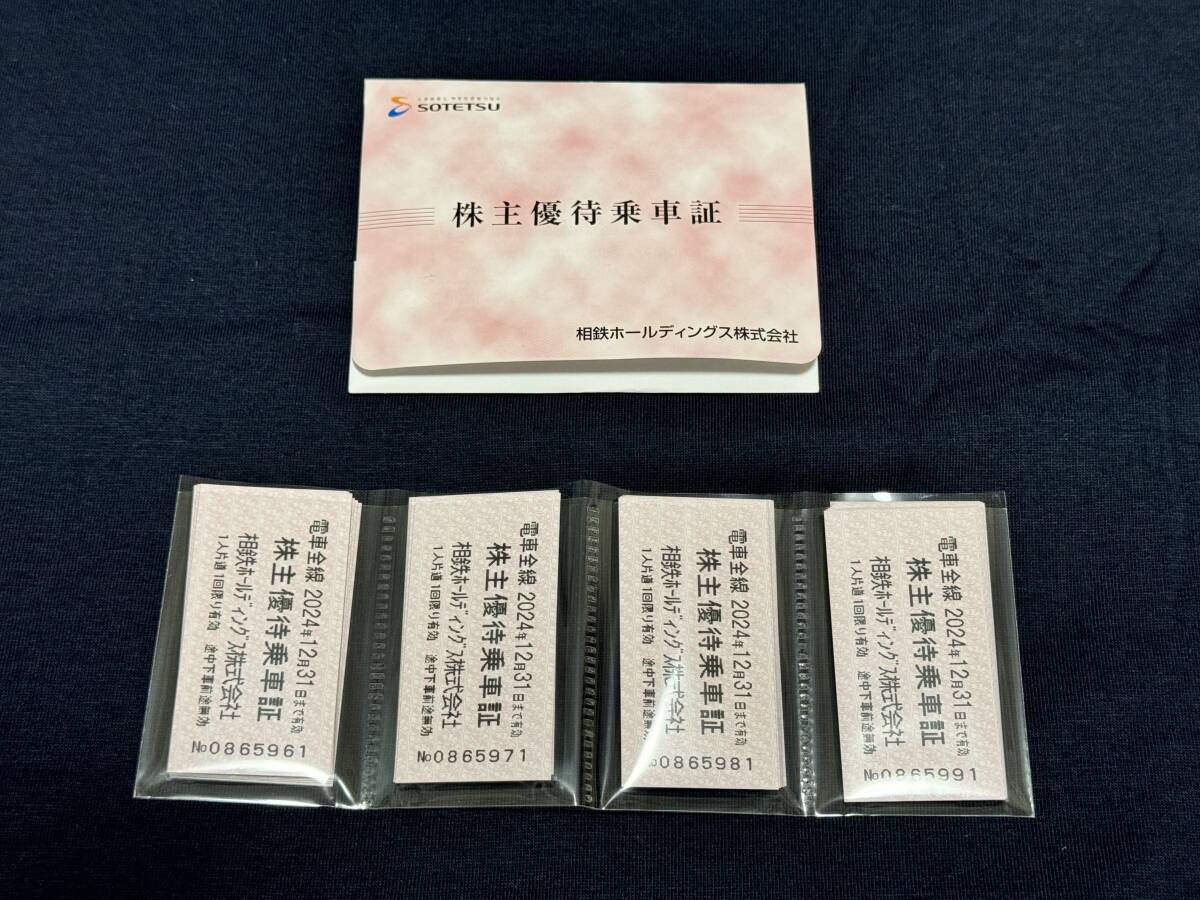 SOTETSU
株主優待乗車証
相鉄ホールディングス株式会社
電車全線 2024年12月31日まで有効
株主優待乗車証
相鉄ホールディングス株式会社
1人片道1回限り有効 途中下車前途無効
№0865961
電車全線 2024年12月31日まで有効
株主優待乗車証
相鉄ホールディングス株式会社
1人片道1回限り有効 途中下車前途無効
№0865971
電車全線 2024年12月31日まで有効
株主優待乗車証
相鉄ホールディングス株式会社
1人片道1回限り有効 途中下車前途無効
№0865981
電車全線 2024年12月31日まで有効
株主優待乗車証
相鉄ホールディングス株式会社
1人片道1回限り有効 途中下車前途無効
№0865991